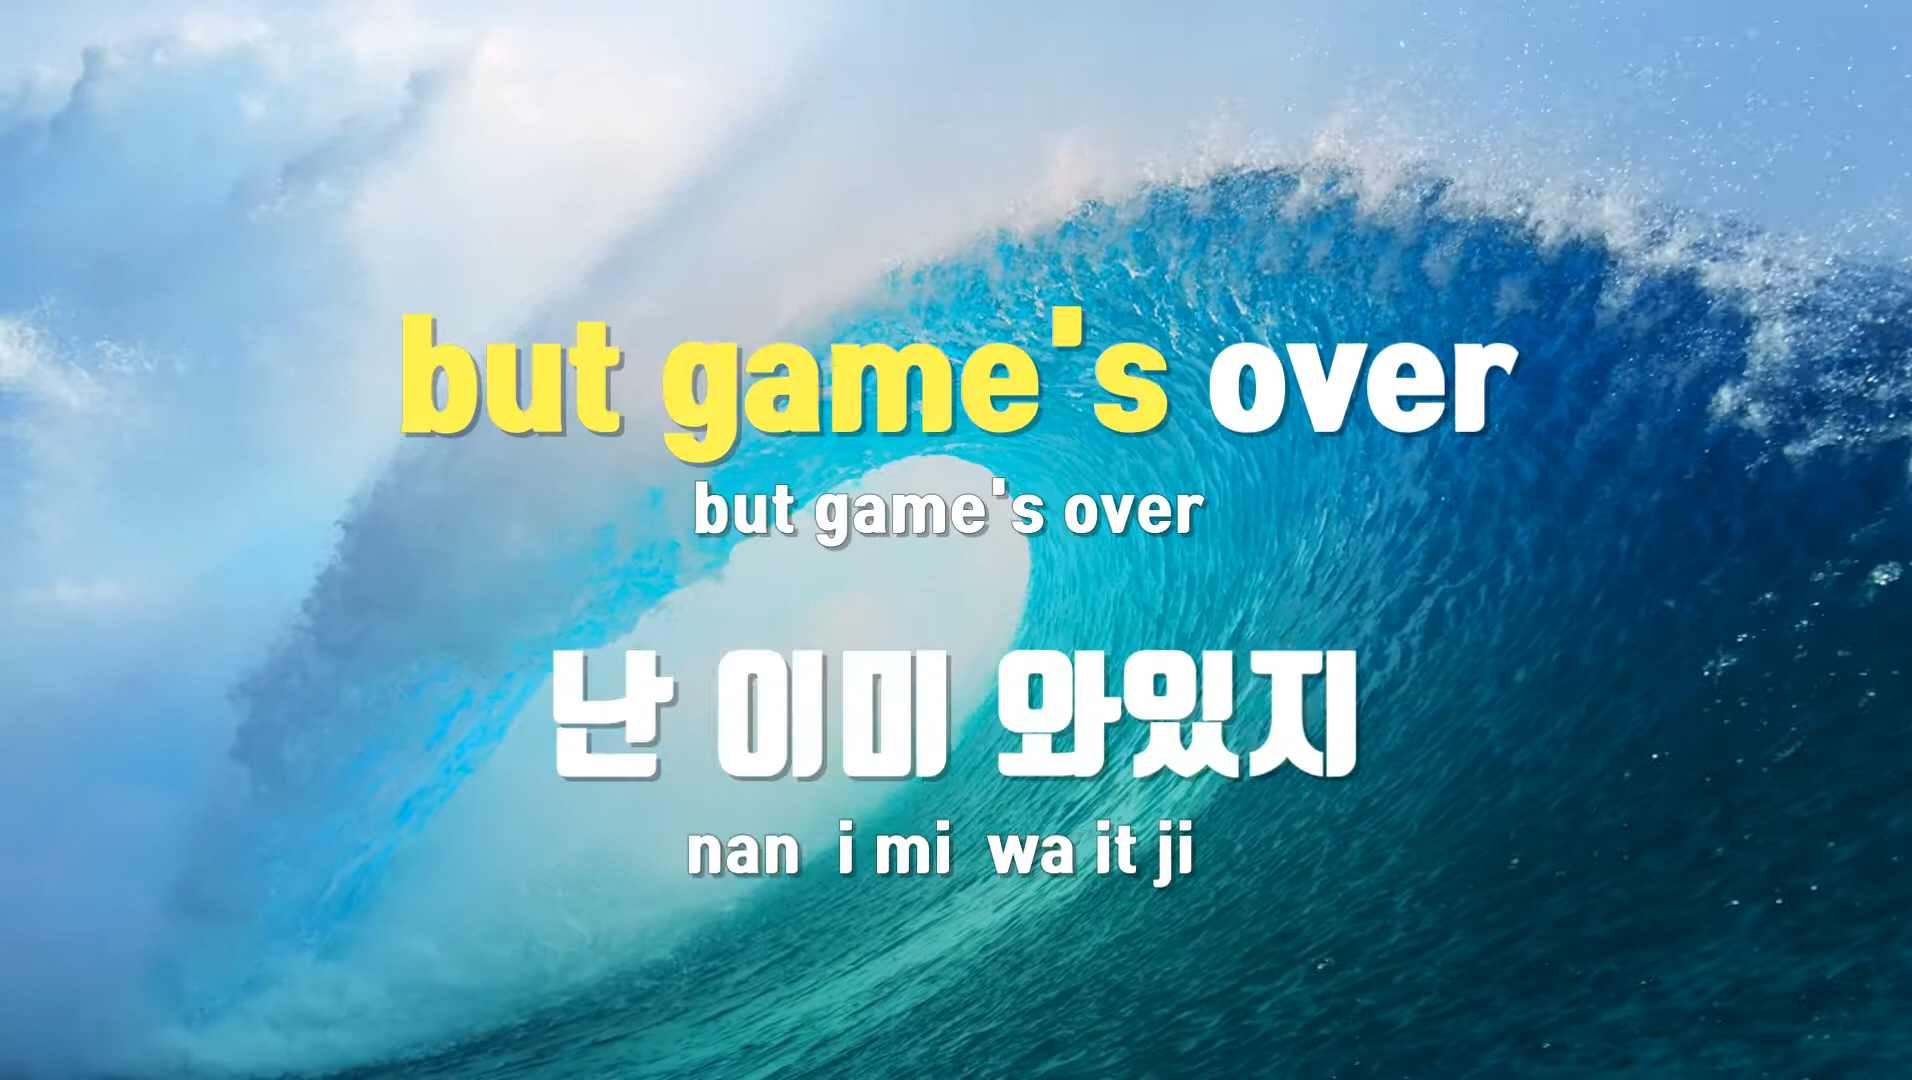 but game's over
but game's over
난 이미 와있지
nan i mi wa it ji